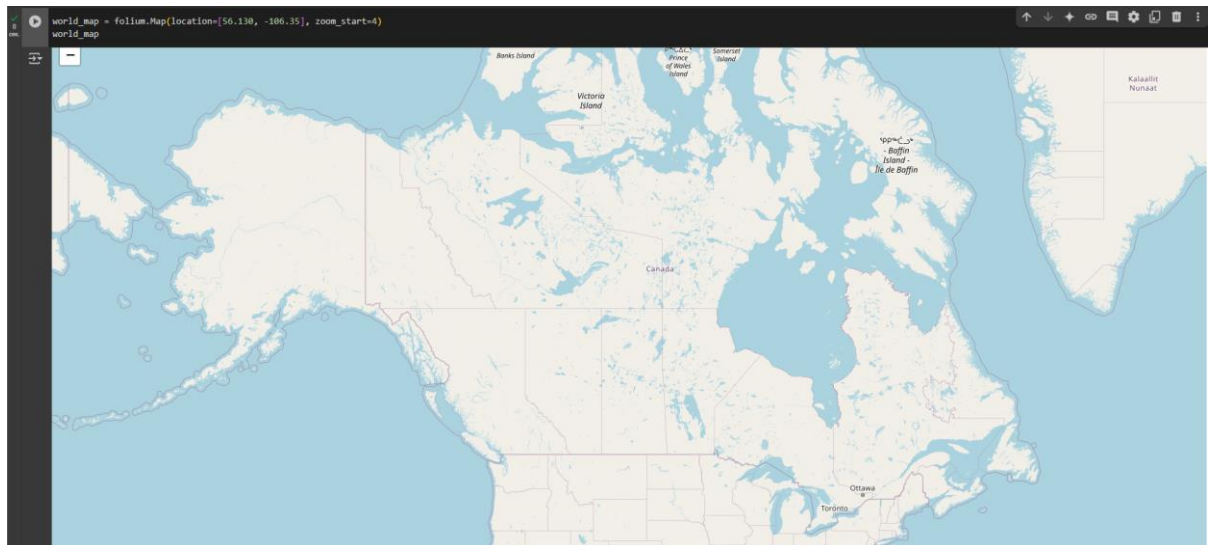 world_map = folium.Map(location=[56.130, -106.35], zoom_start=4)
world_map
−
Banks Island
Prince
of Wales
Island
Somerset
Island
Victoria
Island
Kalaallit
Nunaat
- Baffin
Island -
Île de Baffin
Canada
Ottawa
Toronto